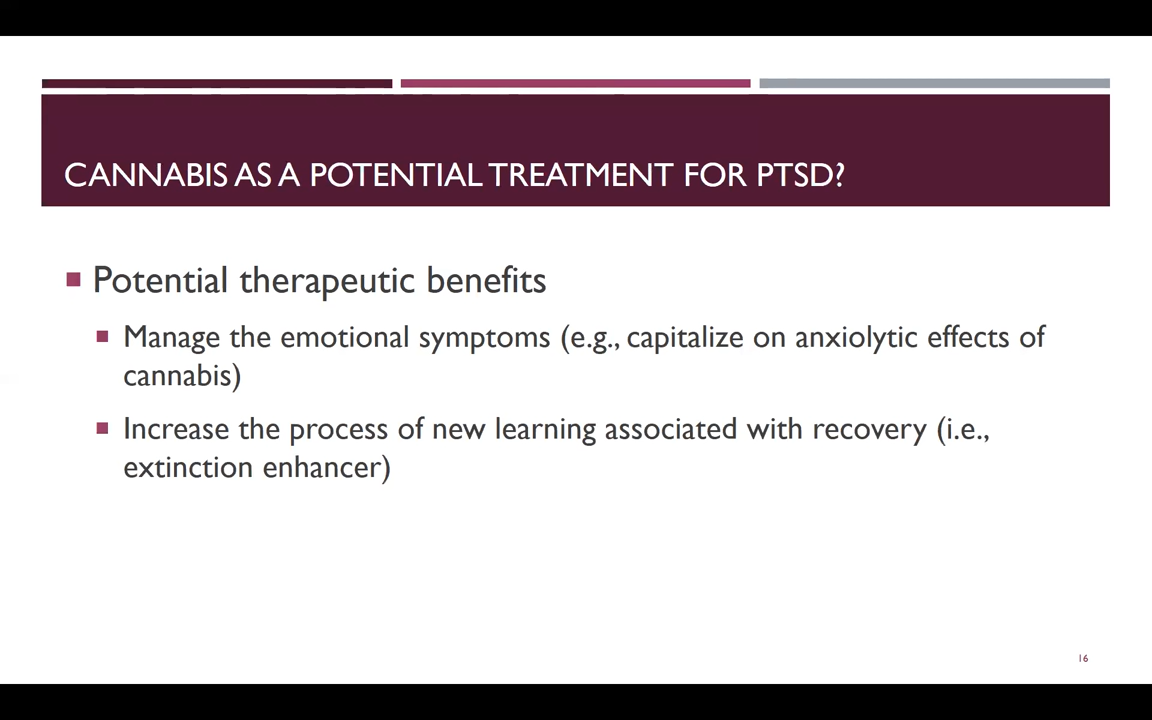 CANNABIS AS A POTENTIAL TREATMENT FOR PTSD?
Potential therapeutic benefits
Manage the emotional symptoms (e.g., capitalize on anxiolytic effects of
cannabis)
Increase the process of new learning associated with recovery (i.e.,
extinction enhancer)
16